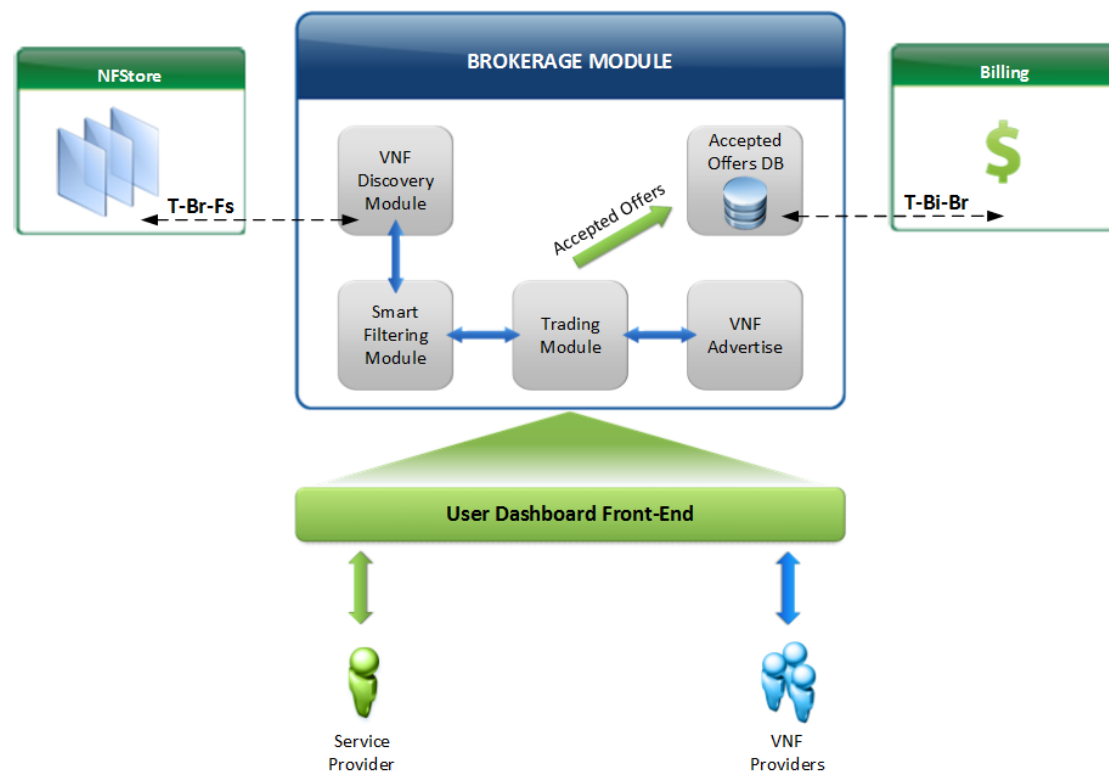 BROKERAGE MODULE
NFStore
Billing
VNF
Discovery
Module
Accepted
Offers DB
$
T-Br-Fs
Accepted Offers
T-Bi-Br
Smart
Filtering
Module
Trading
Module
VNF
Advertise
User Dashboard Front-End
Service
Provider
VNF
Providers